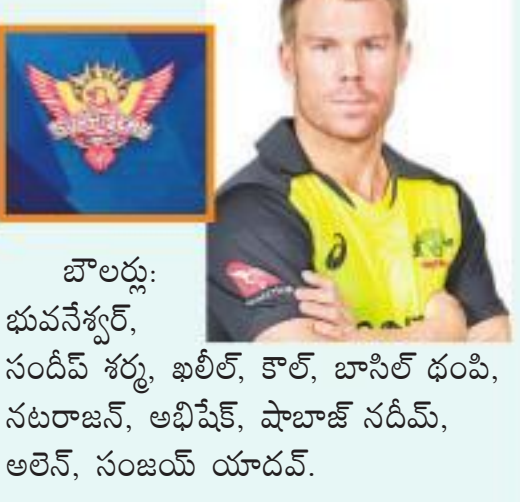 బౌలర్లు:
భువనేశ్వర్,
సందీప్ శర్మ, ఖలీల్, కౌల్, బాసిల్ థంపి,
నటరాజన్, అభిషేక్, షాబాజ్ నదీమ్,
అలెన్, సంజయ్ యాదవ్.